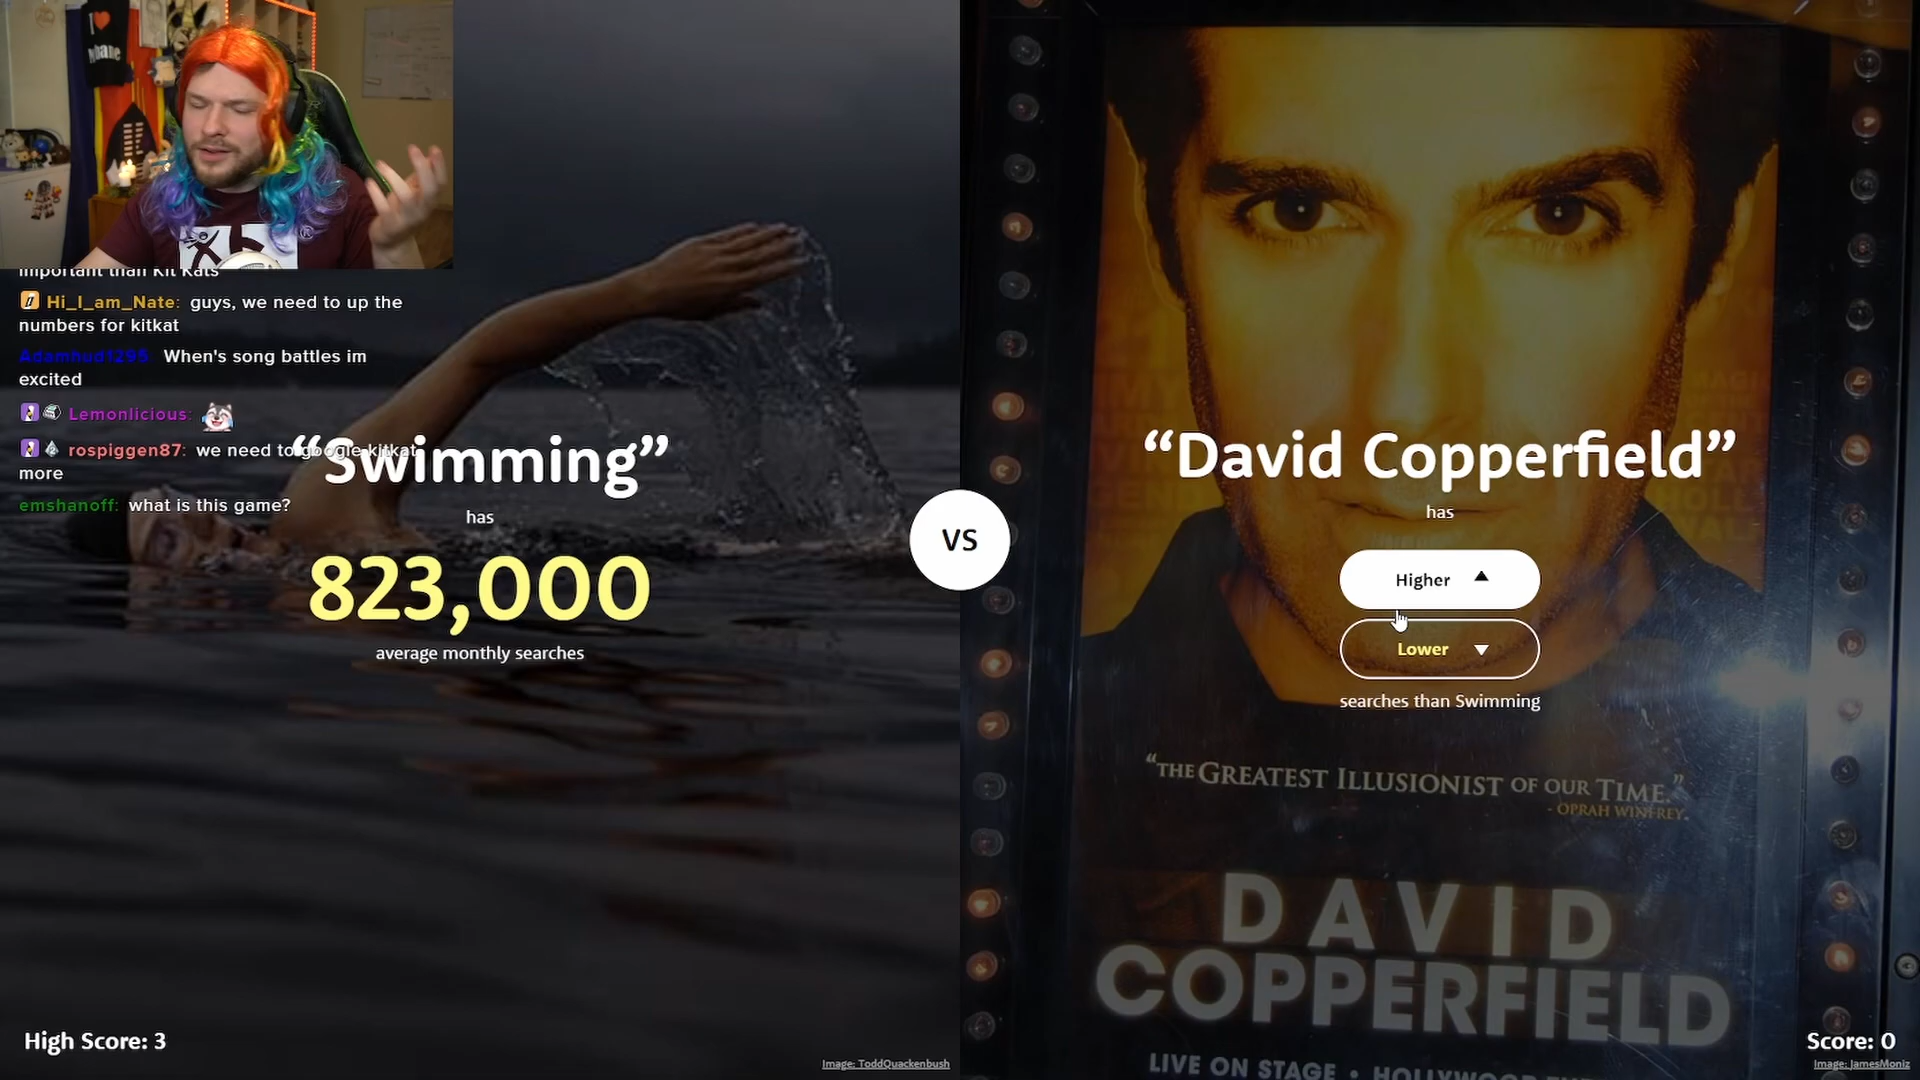 I
important than Kit Kats
Hi_I_am_Nate: guys, we need to up the
numbers for kitkat
Adamhud1295 When's song battles im
excited
Lemonlicious:
rospiggen87: we need to google kitkat
more
emshanoff: what is this game?
“Swimming”
has
823,000
average monthly searches
High Score: 3
Image: ToddQuackenbush
VS
“David Copperfield”
has
Higher
Lower
searches than Swimming
“THE GREATEST ILLUSIONIST OF OUR TIME.”
- OPRAH WINFREY.
DAVID
COPPERFIELD
LIVE ON STAGE • HOLLYWOOD
Score: 0
Image: JamesMoniz